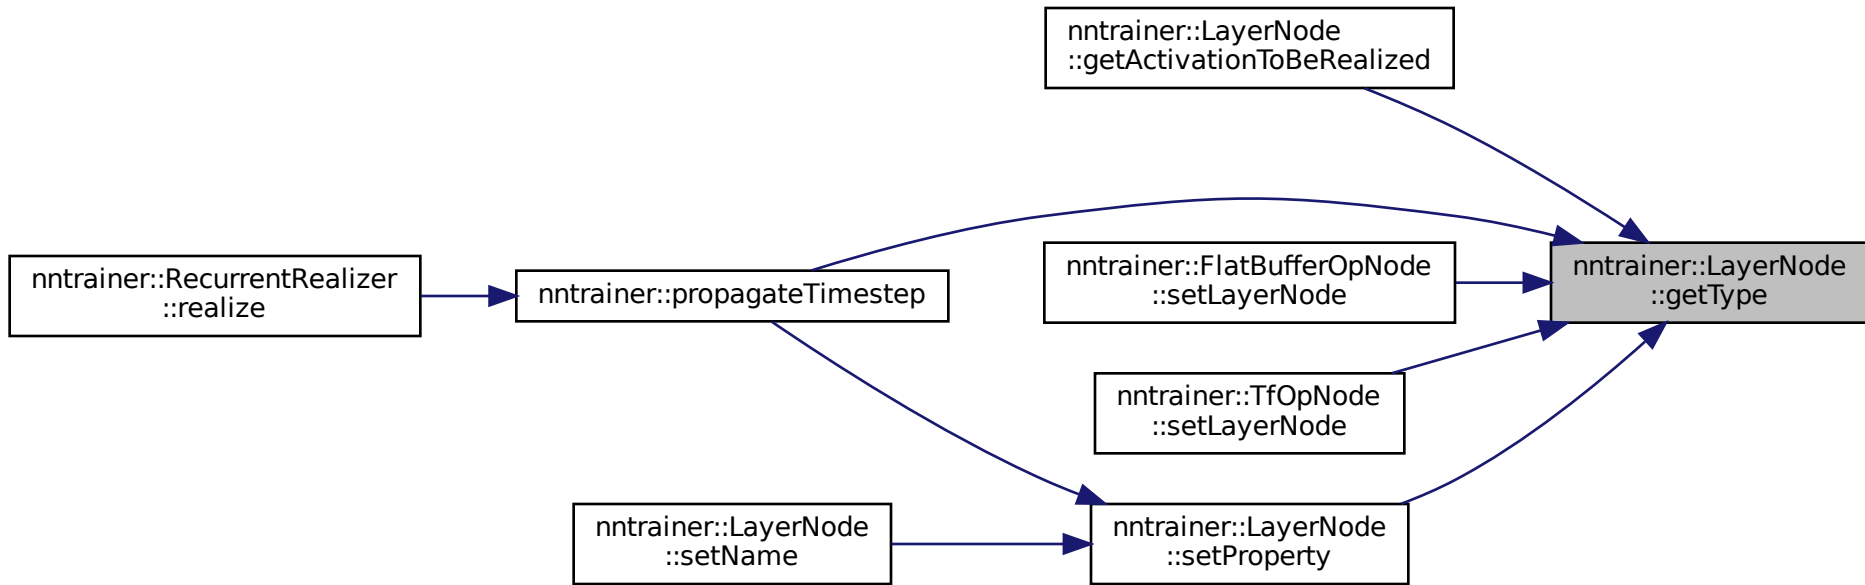 nntrainer::LayerNode
::getActivationToBeRealized
nntrainer::RecurrentRealizer
::realize
nntrainer::propagateTimestep
nntrainer::FlatBufferOpNode
::setLayerNode
nntrainer::LayerNode
::getType
nntrainer::TfOpNode
::setLayerNode
nntrainer::LayerNode
::setName
nntrainer::LayerNode
::setProperty